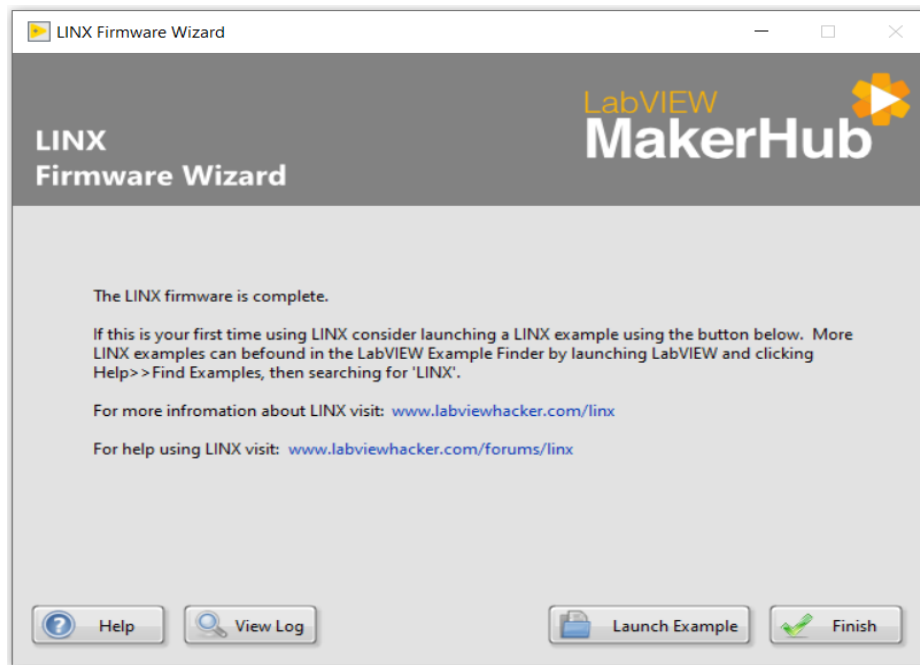 LINX Firmware Wizard
LabVIEW
MakerHub
LINX
Firmware Wizard
The LINX firmware is complete.
If this is your first time using LINX consider launching a LINX example using the button below.  More
LINX examples can befound in the LabVIEW Example Finder by launching LabVIEW and clicking
Help>>Find Examples, then searching for 'LINX'.
For more infromation about LINX visit:  www.labviewhacker.com/linx
For help using LINX visit:  www.labviewhacker.com/forums/linx
Help
View Log
Launch Example
Finish